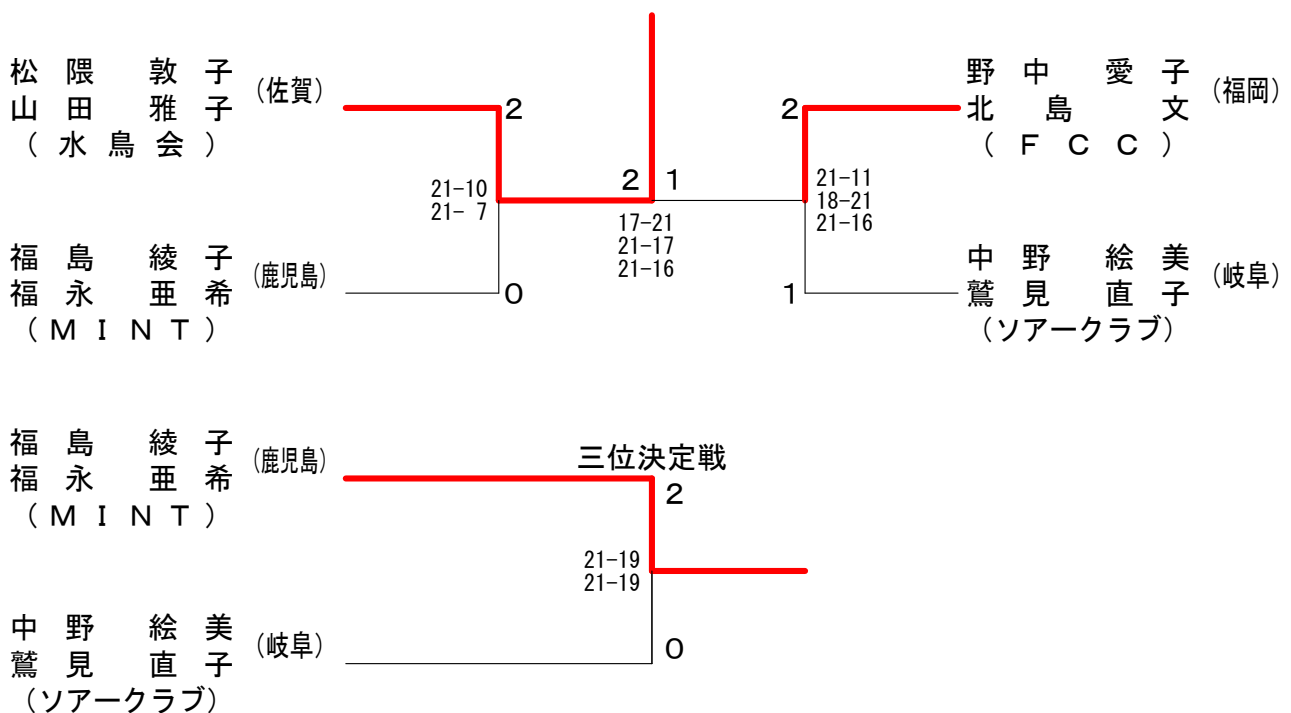 松隈 敦子
山田 雅子
(佐賀)
(水鳥会)
2
21-10
21- 7
福島 綾子
福永 亜希
(鹿児島)
(MINT)
0
2 1
17-21
21-17
21-16
野中 愛子
北島 文
(福岡)
(FCC)
2
21-11
18-21
21-16
中野 絵美
鷲見 直子
(岐阜)
(ソアークラブ)
1
三位決定戦
福島 綾子
福永 亜希
(鹿児島)
(MINT)
2
21-19
21-19
中野 絵美
鷲見 直子
(岐阜)
(ソアークラブ)
0